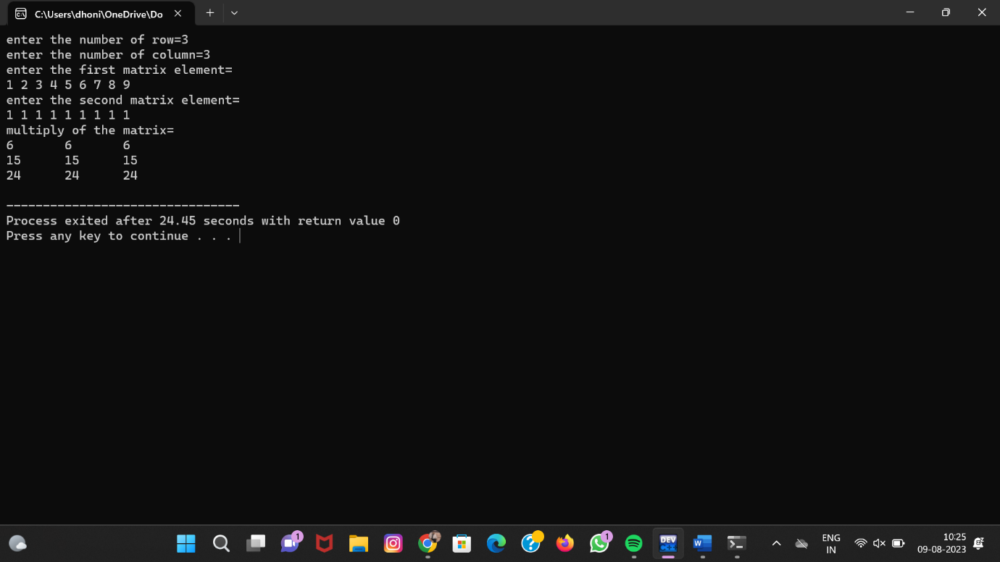 C:\Users\dhoni\OneDrive\Do
enter the number of row=3
enter the number of column=3
enter the first matrix element=
1 2 3 4 5 6 7 8 9
enter the second matrix element=
1 1 1 1 1 1 1 1 1
multiply of the matrix=
6 6 6
15 15 15
24 24 24
--------------------------------
Process exited after 24.45 seconds with return value 0
Press any key to continue . . .
1
1
DEV
C++
W
ENG
IN
10:25
09-08-2023